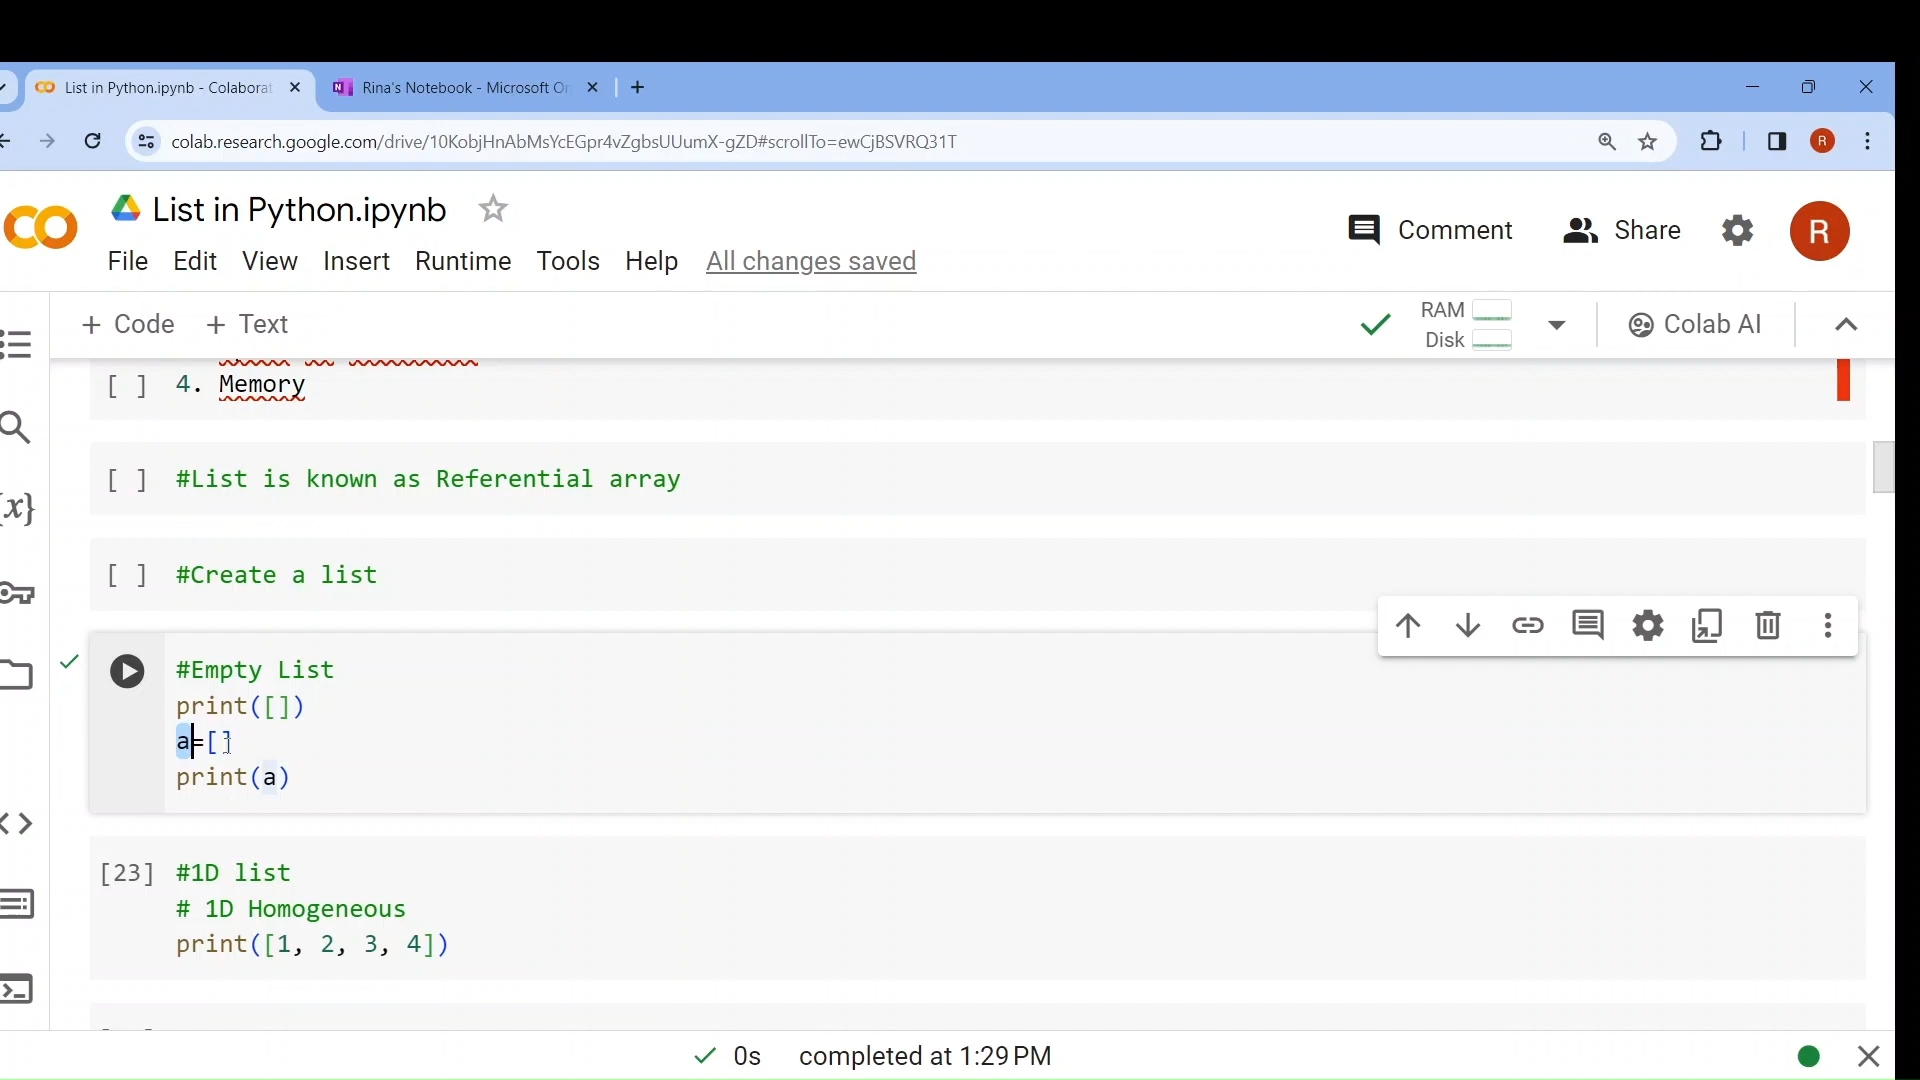 List in Python.ipynb - Colaborat
Rina's Notebook - Microsoft On
colab.research.google.com/drive/10KobjHnAbMsYcEGpr4vZgbsUUumX-gZD#scrollTo=ewCjBSVRQ31T
R
List in Python.ipynb
Comment
Share
R
File Edit View Insert Runtime Tools Help All changes saved
+ Code + Text
RAM
Disk
Colab AI
[ ] 4. Memory
[ ] #List is known as Referential array
[ ] #Create a list
{x}
#Empty List
print([])
a=[]
print(a)
[23] #1D list
# 1D Homogeneous
print([1, 2, 3, 4])
0s completed at 1:29 PM